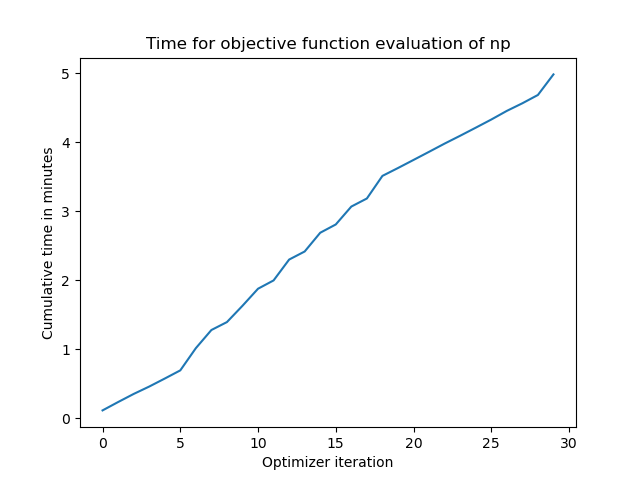 Time for objective function evaluation of np
Cumulative time in minutes
5
4
3
2
1
0
0 5 10 15 20 25 30
Optimizer iteration